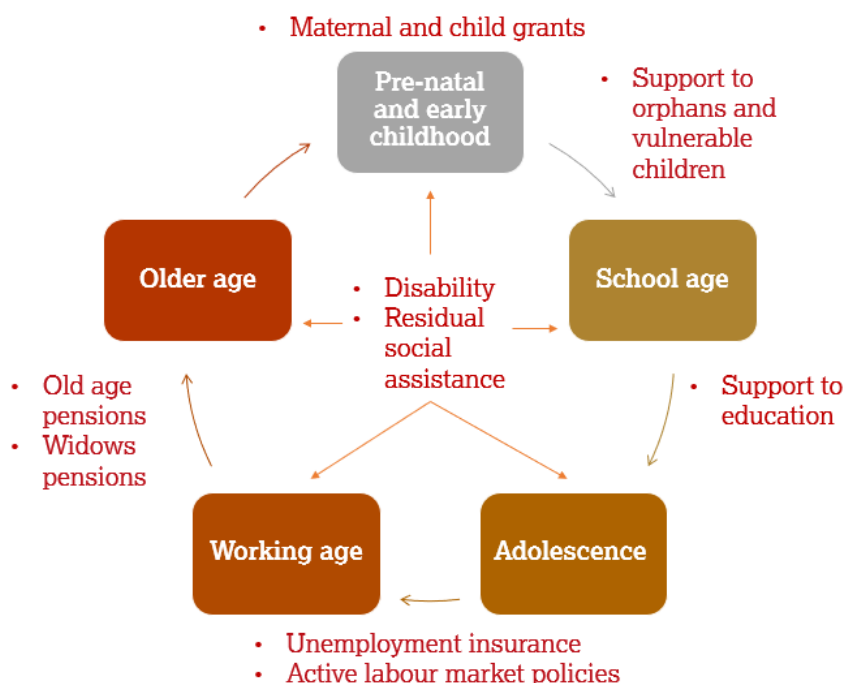 • Maternal and child grants
Pre-natal
and early
childhood
• Support to
orphans and
vulnerable
children
Older age
• Disability
• Residual
social
assistance
School age
• Old age
pensions
• Widows
pensions
• Support to
education
Working age
Adolescence
• Unemployment insurance
• Active labour market policies